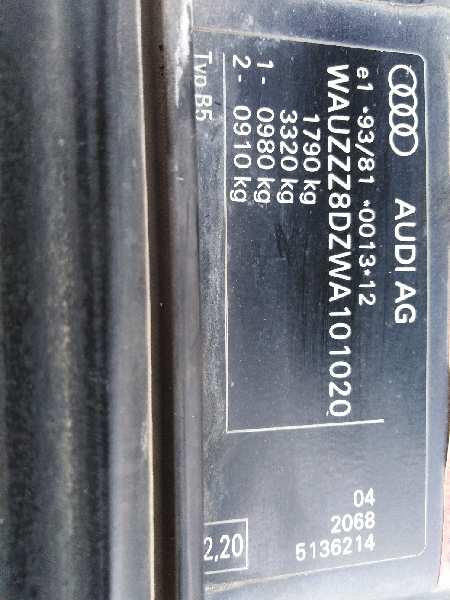 AUDI AG
e1 *93/81 *0013*12
WAUZZZ8DZWA101020
1790 kg
3320 kg
1 - 0980 kg
2 - 0910 kg
Typ B5
04
2068
5136214
2,20